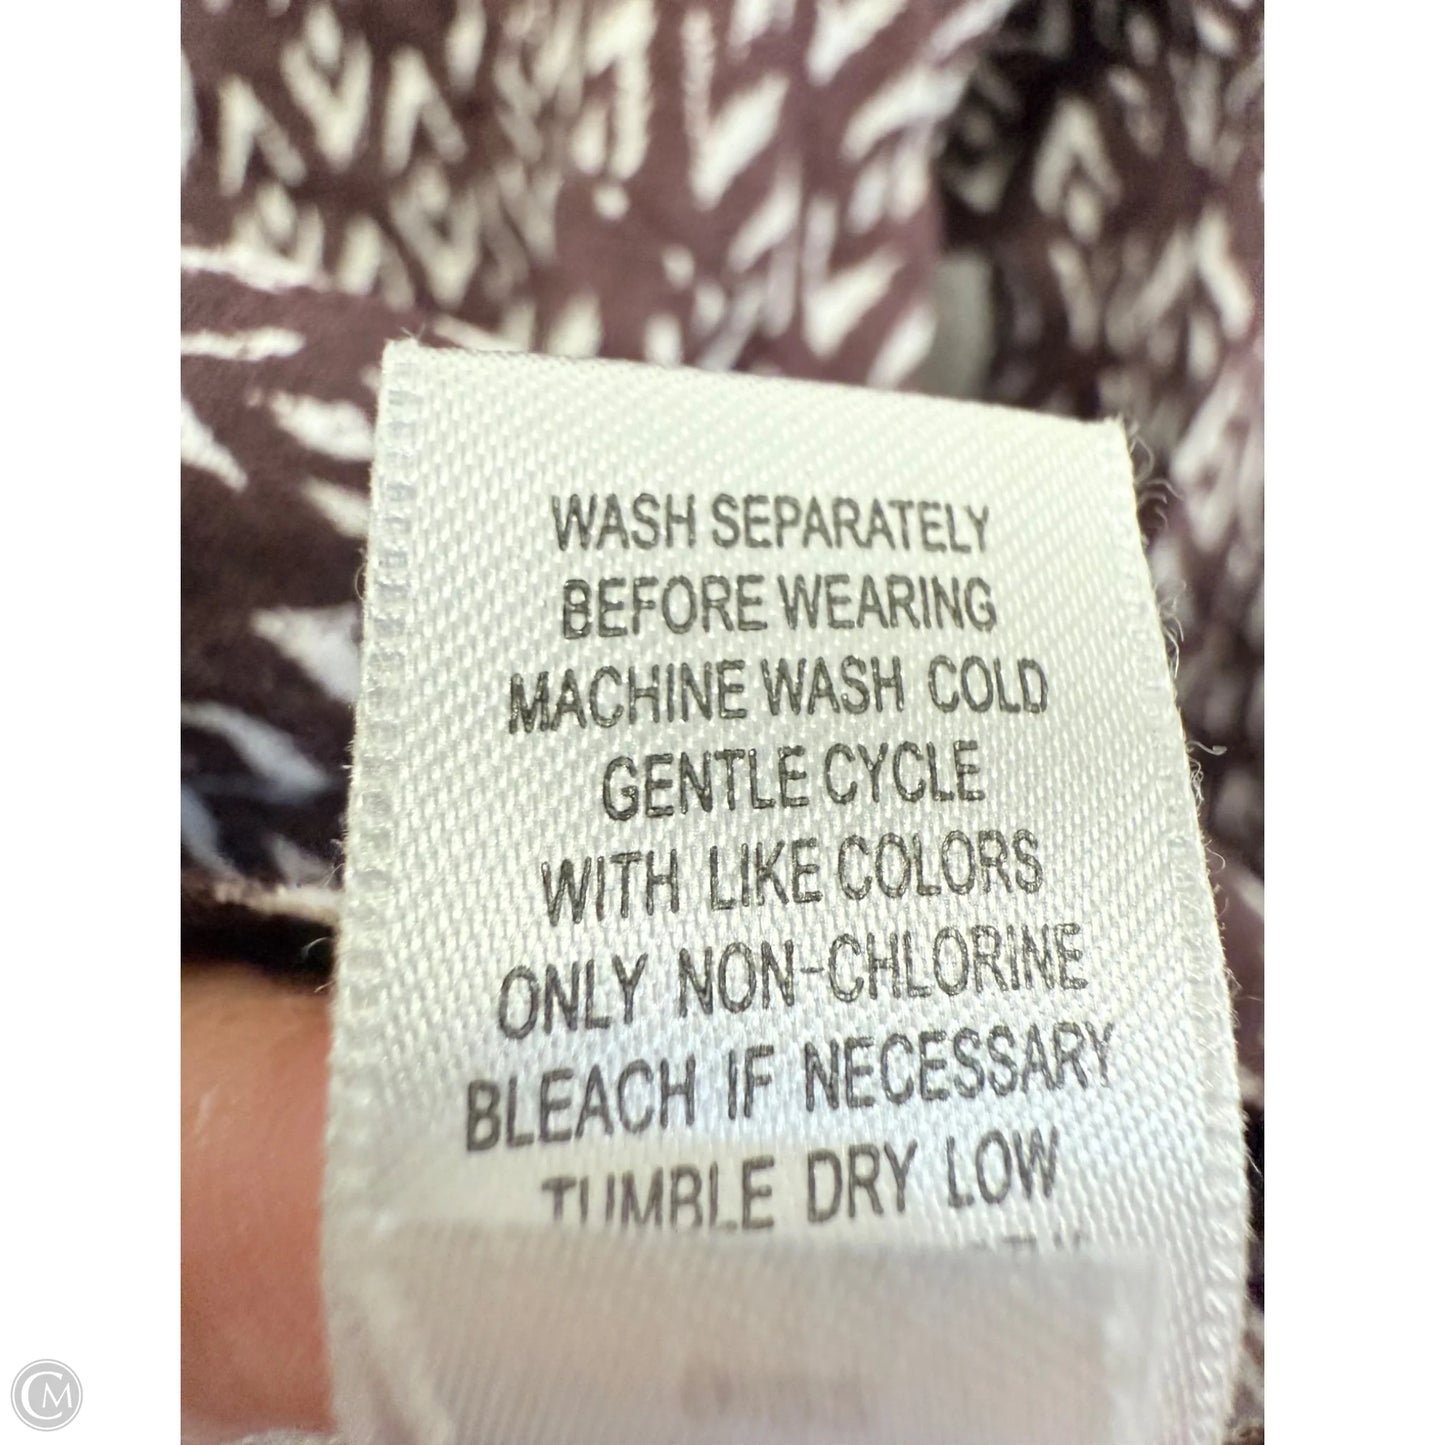 WASH SEPARATELY
BEFORE WEARING
MACHINE WASH COLD
GENTLE CYCLE
WITH LIKE COLORS
ONLY NON-CHLORINE
BLEACH IF NECESSARY
TUMBLE DRY LOW
CM